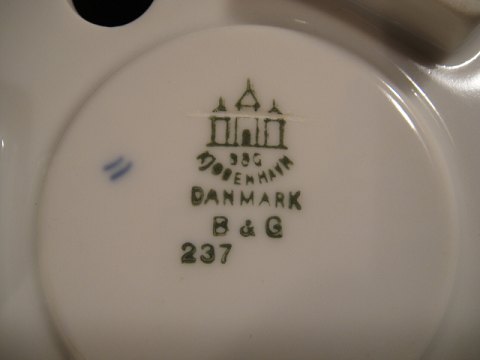 B&G
KJØBENHAVN
DANMARK
B & G
237